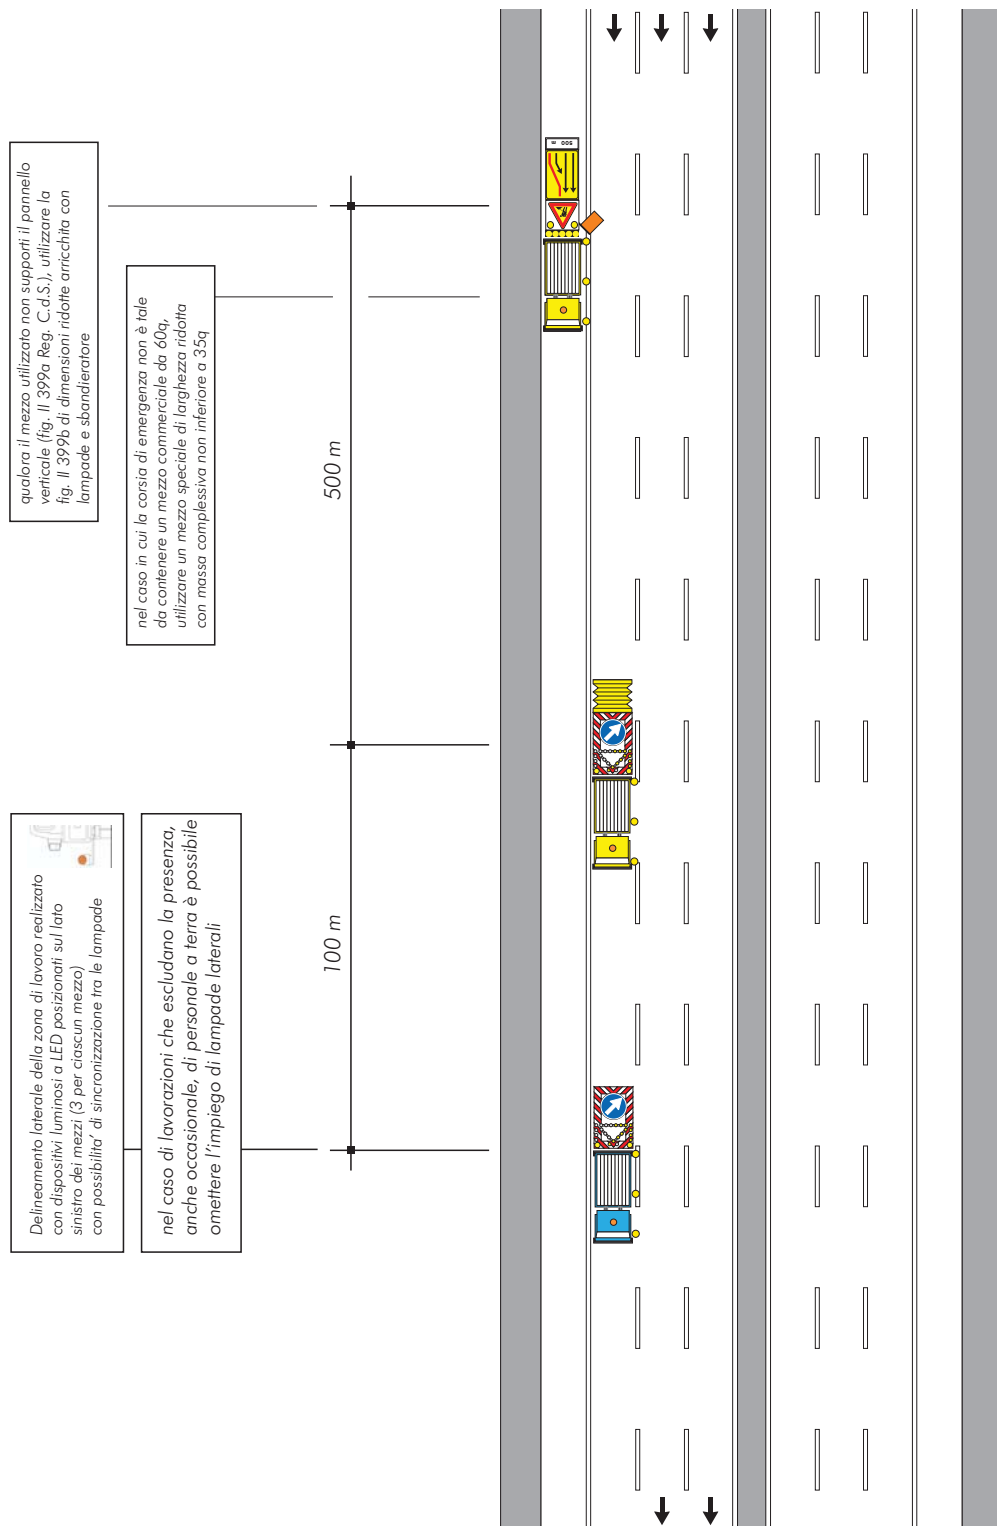 qualora il mezzo utilizzato non supporti il pannello
verticale (fig. II 399a Reg. C.d.S.), utilizzare la
fig. II 399b di dimensioni ridotte arricchita con
lampade e sbandieratore
nel caso in cui la corsia di emergenza non è tale
da contenere un mezzo commerciale da 60q,
utilizzare un mezzo speciale di larghezza ridotta
con massa complessiva non inferiore a 35q
500 m
500 m
Delineamento laterale della zona di lavoro realizzato
con dispositivi luminosi a LED posizionati sul lato
sinistro dei mezzi (3 per ciascun mezzo)
con possibilita' di sincronizzazione tra le lampade
nel caso di lavorazioni che escludano la presenza,
anche occasionale, di personale a terra è possibile
omettere l'impiego di lampade laterali
100 m